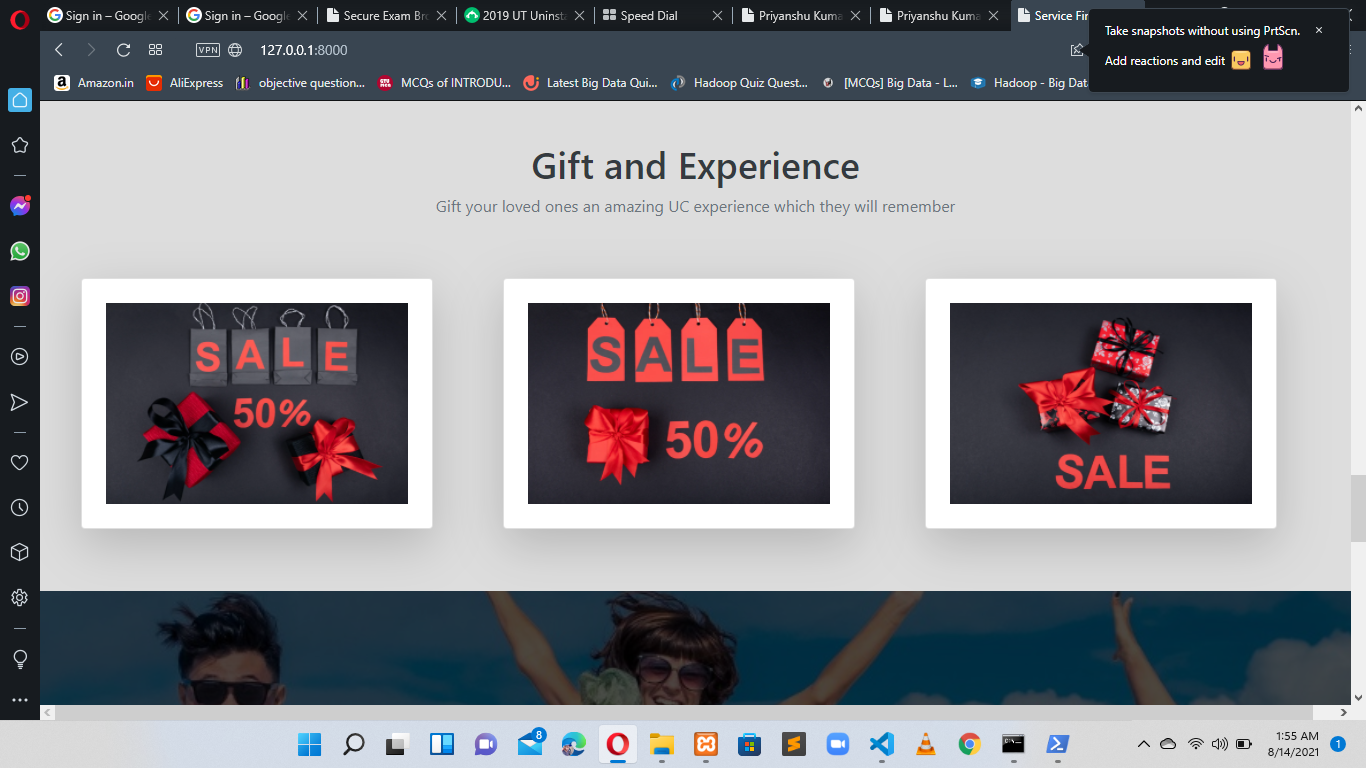 Sign in – Google
Sign in – Google
Secure Exam Bro
2019 UT Uninsta
Speed Dial
Priyanshu Kuma
Priyanshu Kuma
Service Fin
Take snapshots without using PrtScn.
Add reactions and edit
VPN
127.0.0.1:8000
a
Amazon.in
AliExpress
objective question...
MCQs of INTRODU...
Latest Big Data Qui...
Hadoop Quiz Quest...
[MCQs] Big Data - L...
Hadoop - Big Dat
Gift and Experience
Gift your loved ones an amazing UC experience which they will remember
SALE
50%
SALE
50%
SALE
8
1:55 AM
8/14/2021
1